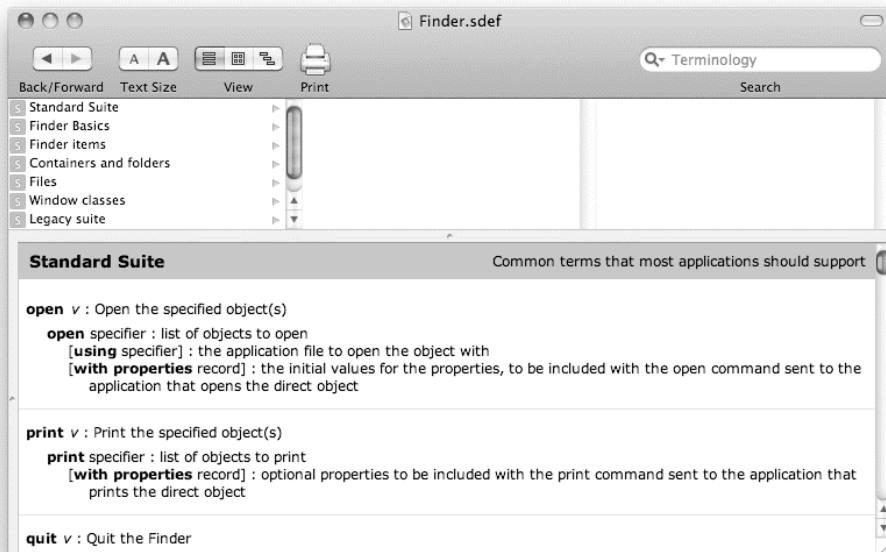 Finder.sdef
A A
Terminology
Back/Forward Text Size View Print Search
S Standard Suite
S Finder Basics
S Finder items
S Containers and folders
S Files
S Window classes
S Legacy suite
Standard Suite Common terms that most applications should support
open v : Open the specified object(s)
open specifier : list of objects to open
[using specifier] : the application file to open the object with
[with properties record] : the initial values for the properties, to be included with the open command sent to the
application that opens the direct object
print v : Print the specified object(s)
print specifier : list of objects to print
[with properties record] : optional properties to be included with the print command sent to the application that
prints the direct object
quit v : Quit the Finder